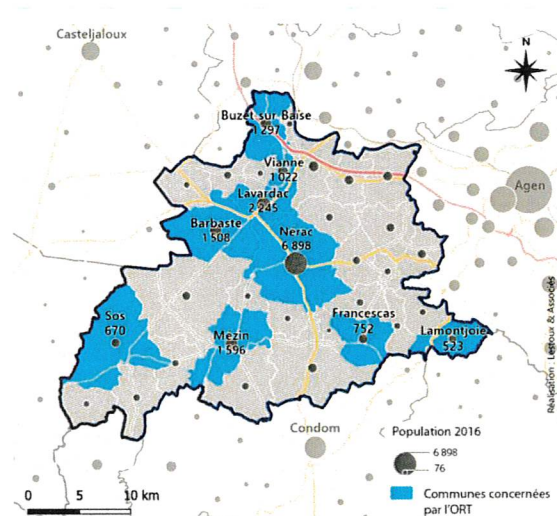 Casteljaloux
N
Buzet-sur-Baïse
1 297
Vianne
1 022
Lavardac
2 245
Agen
Barbaste
1 508
Nérac
6 898
Sos
670
Mézin
1 596
Francescas
752
Lamontjoie
523
Réalisation : Lestoux & Associés
Condom
Population 2016
6 898
76
Communes concernées
par l'ORT
0 5 10 km